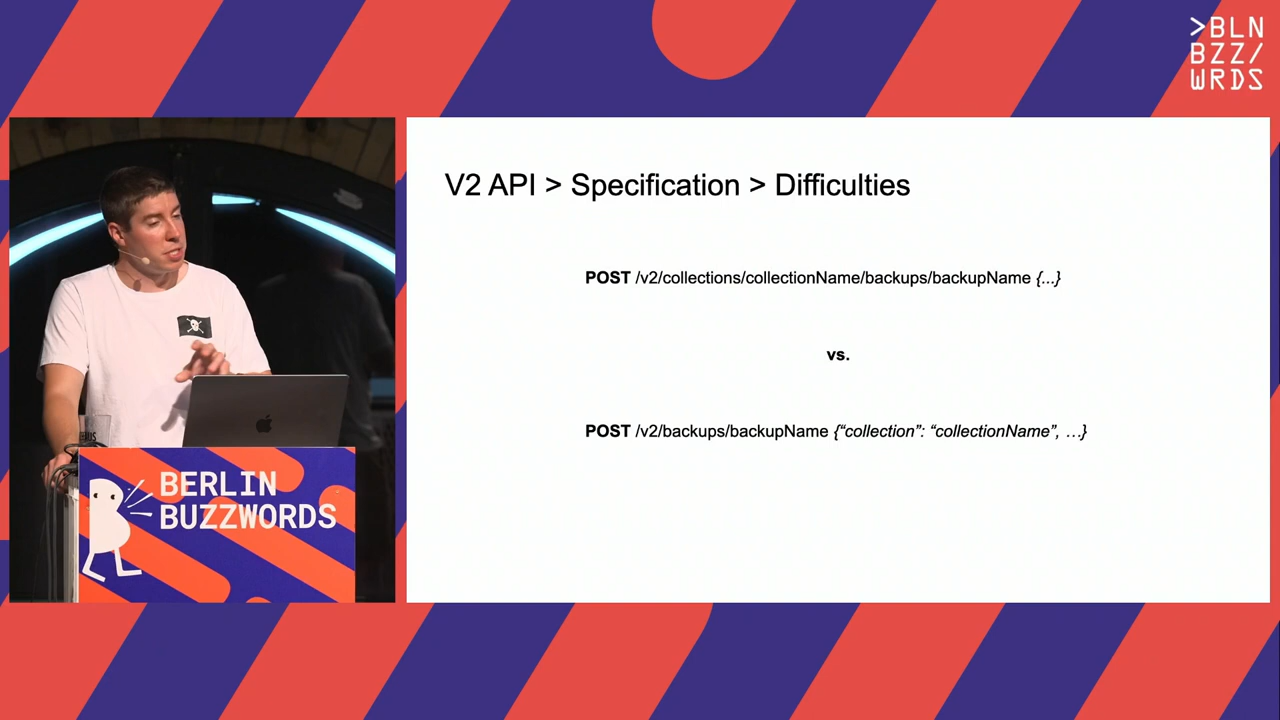 >BLN
BZZ/
WRDS
V2 API > Specification > Difficulties
POST /v2/collections/collectionName/backups/backupName {...}
vs.
POST /v2/backups/backupName {“collection”: “collectionName”, …}
BERLIN
BUZZWORDS